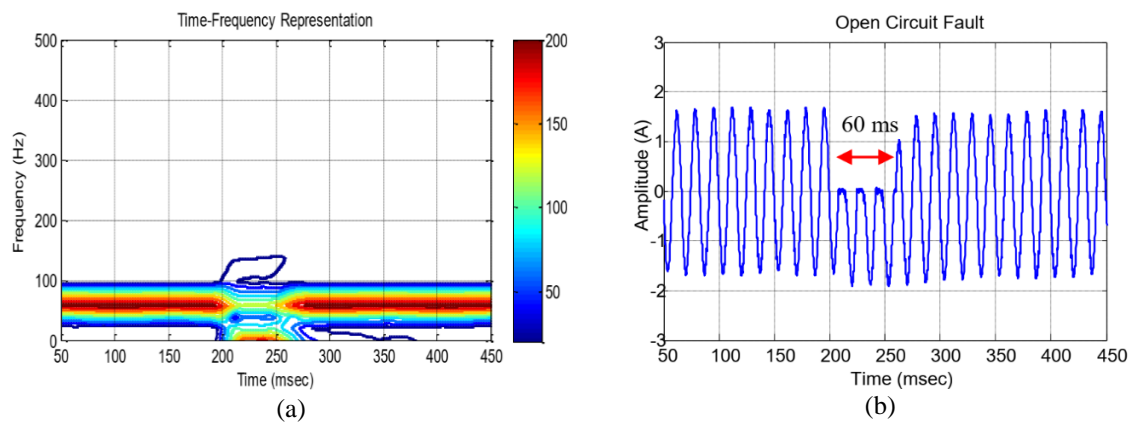 Time-Frequency Representation
500
400
300
200
100
0
Frequency (Hz)
50 100 150 200 250 300 350 400 450
Time (msec)
200
150
100
50
(a)
Open Circuit Fault
3
2
1
0
-1
-2
-3
Amplitude (A)
60 ms
50 100 150 200 250 300 350 400 450
Time (msec)
(b)